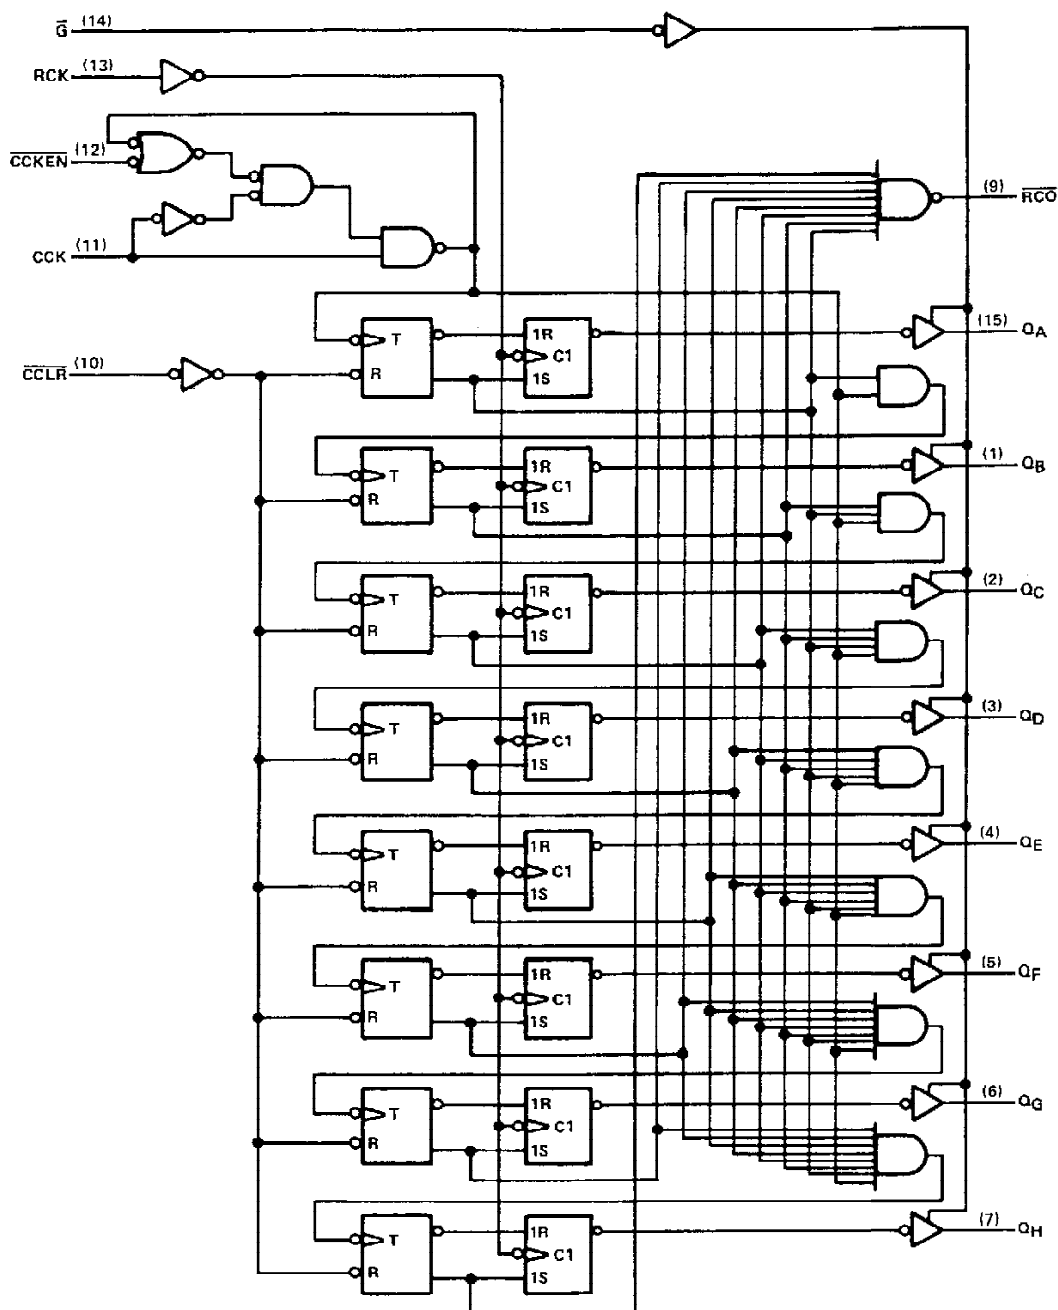 G (14)
RCK (13)
CCKEN (12)
CCK (11)
(9) RCO
T 1R C1 (15) QA
CCLR (10)
R 1S
T 1R C1 (1) QB
R 1S
T 1R C1 (2) QC
R 1S
T 1R C1 (3) QD
R 1S
T 1R C1 (4) QE
R 1S
T 1R C1 (5) QF
R 1S
T 1R C1 (6) QG
R 1S
T 1R C1 (7) QH
R 1S